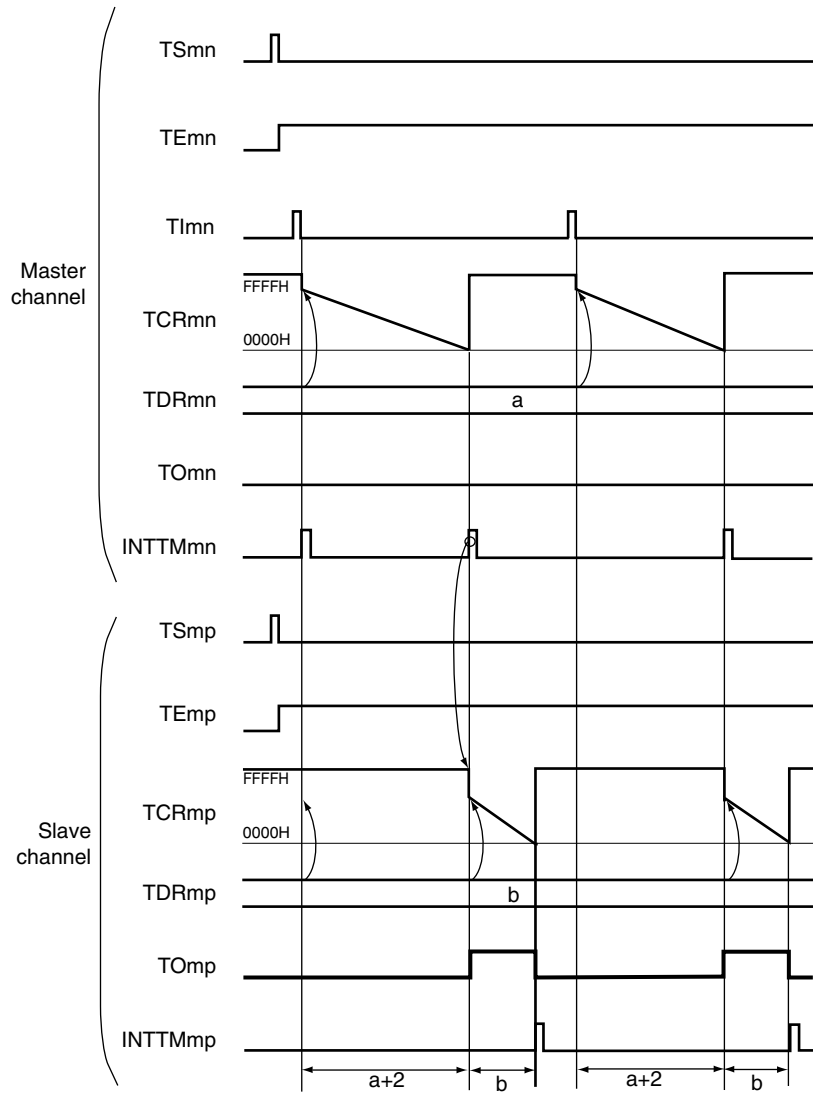 Master
channel
TSmn
TEmn
TImn
TCRmn
FFFFH
0000H
TDRmn
a
TOmn
INTTMmn
Slave
channel
TSmp
TEmp
TCRmp
FFFFH
0000H
TDRmp
b
TOmp
INTTMmp
a+2 b a+2 b